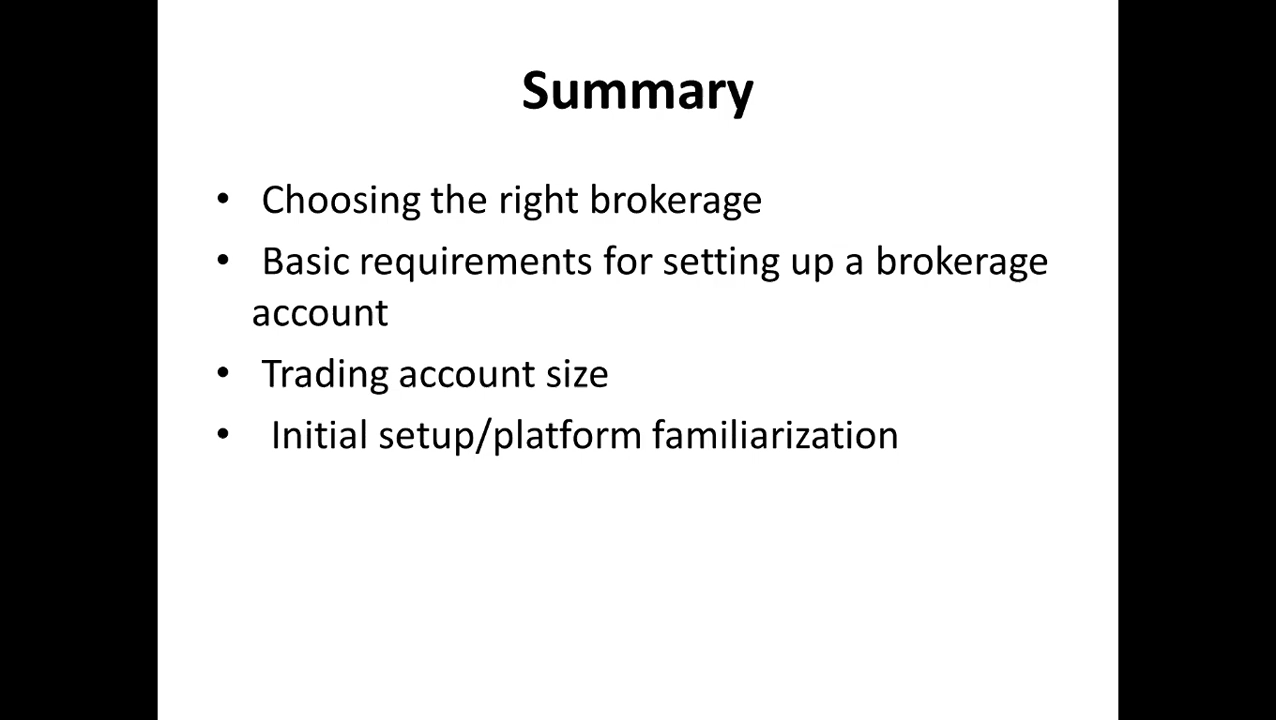 Summary
• Choosing the right brokerage
• Basic requirements for setting up a brokerage
account
• Trading account size
• Initial setup/platform familiarization